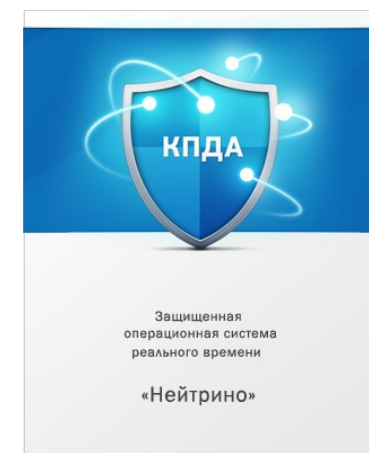 КПДА
Защищенная
операционная система
реального времени
«Нейтрино»